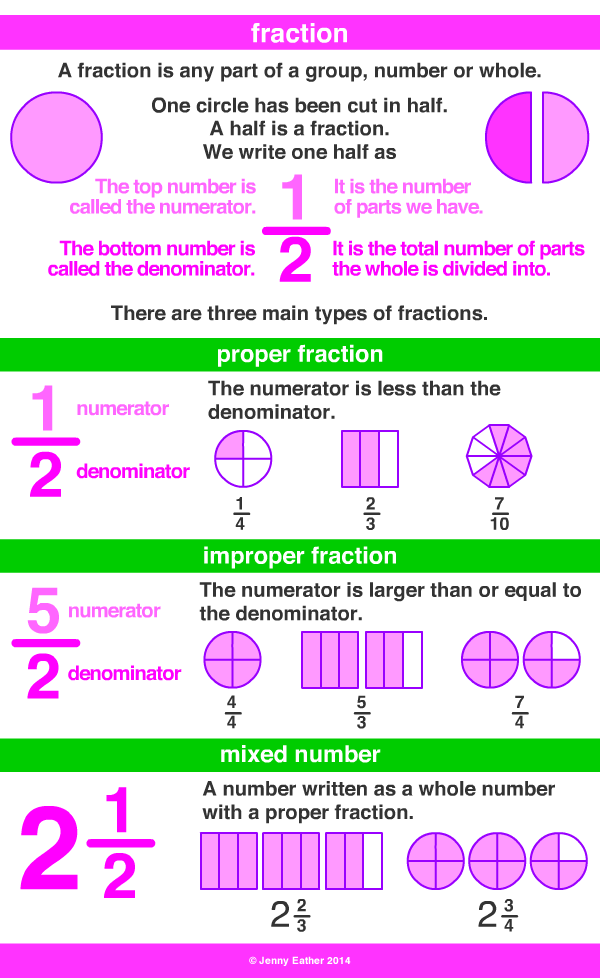 fraction
A fraction is any part of a group, number or whole.
One circle has been cut in half.
A half is a fraction.
We write one half as
The top number is
called the numerator.
1
2
It is the number
of parts we have.
The bottom number is
called the denominator.
It is the total number of parts
the whole is divided into.
There are three main types of fractions.
proper fraction
1
2
numerator
denominator
The numerator is less than the
denominator.
1/4
2/3
7/10
improper fraction
5
2
numerator
denominator
The numerator is larger than or equal to
the denominator.
4/4
5/3
7/4
mixed number
2 1/2
A number written as a whole number
with a proper fraction.
2 2/3
2 3/4
© Jenny Eather 2014